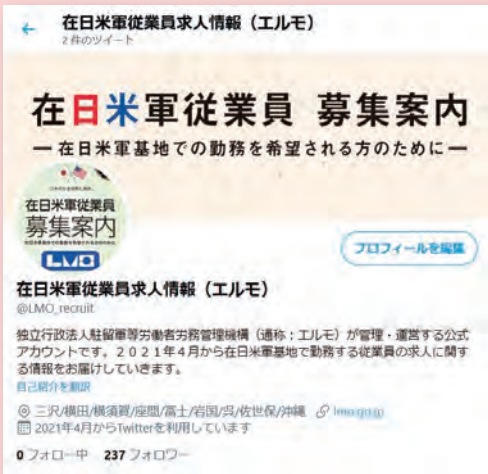 在日米軍従業員求人情報（エルモ）
2 件のツイート
在日米軍従業員 募集案内
ー 在日米軍基地での勤務を希望される方のために ー
在日米軍従業員
募集案内
LMO
プロフィールを編集
在日米軍従業員求人情報（エルモ）
@LMO_recruit
独立行政法人駐留軍等労働者労務管理機構（通称：エルモ）が管理・運営する公式
アカウントです。２０２１年４月から在日米軍基地で勤務する従業員の求人に関す
る情報をお届けしていきます。
自己紹介を翻訳
三沢/横田/横須賀/座間/富士/岩国/呉/佐世保/沖縄 lmo.go.jp
2021年4月からTwitterを利用しています
0 フォロー中 237 フォロワー